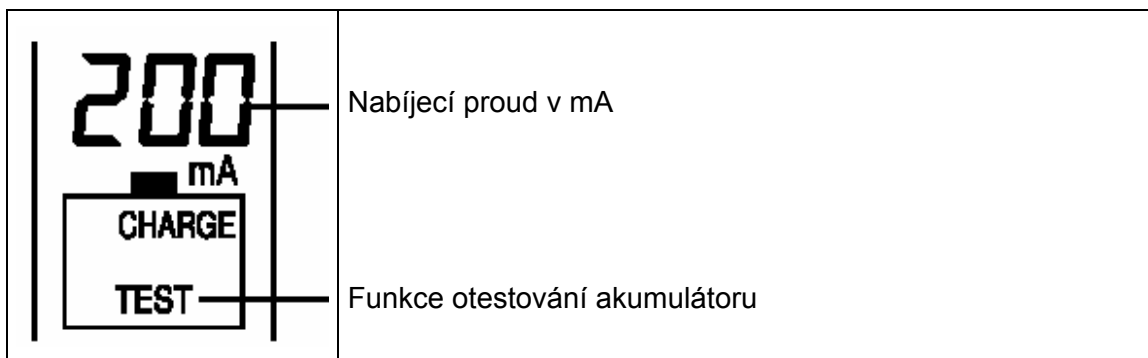 200
mA
Nabíjecí proud v mA
CHARGE
TEST
Funkce otestování akumulátoru